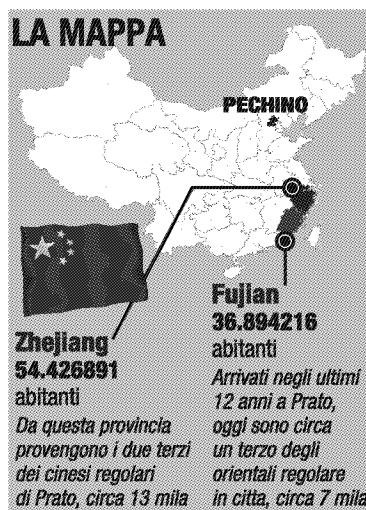 LA MAPPA
PECHINO
Zhejiang
54.426891
abitanti
Da questa provincia
provengono i due terzi
dei cinesi regolari
di Prato, circa 13 mila
Fujian
36.894216
abitanti
Arrivati negli ultimi
12 anni a Prato,
oggi sono circa
un terzo degli
orientali regolare
in citta, circa 7 mila